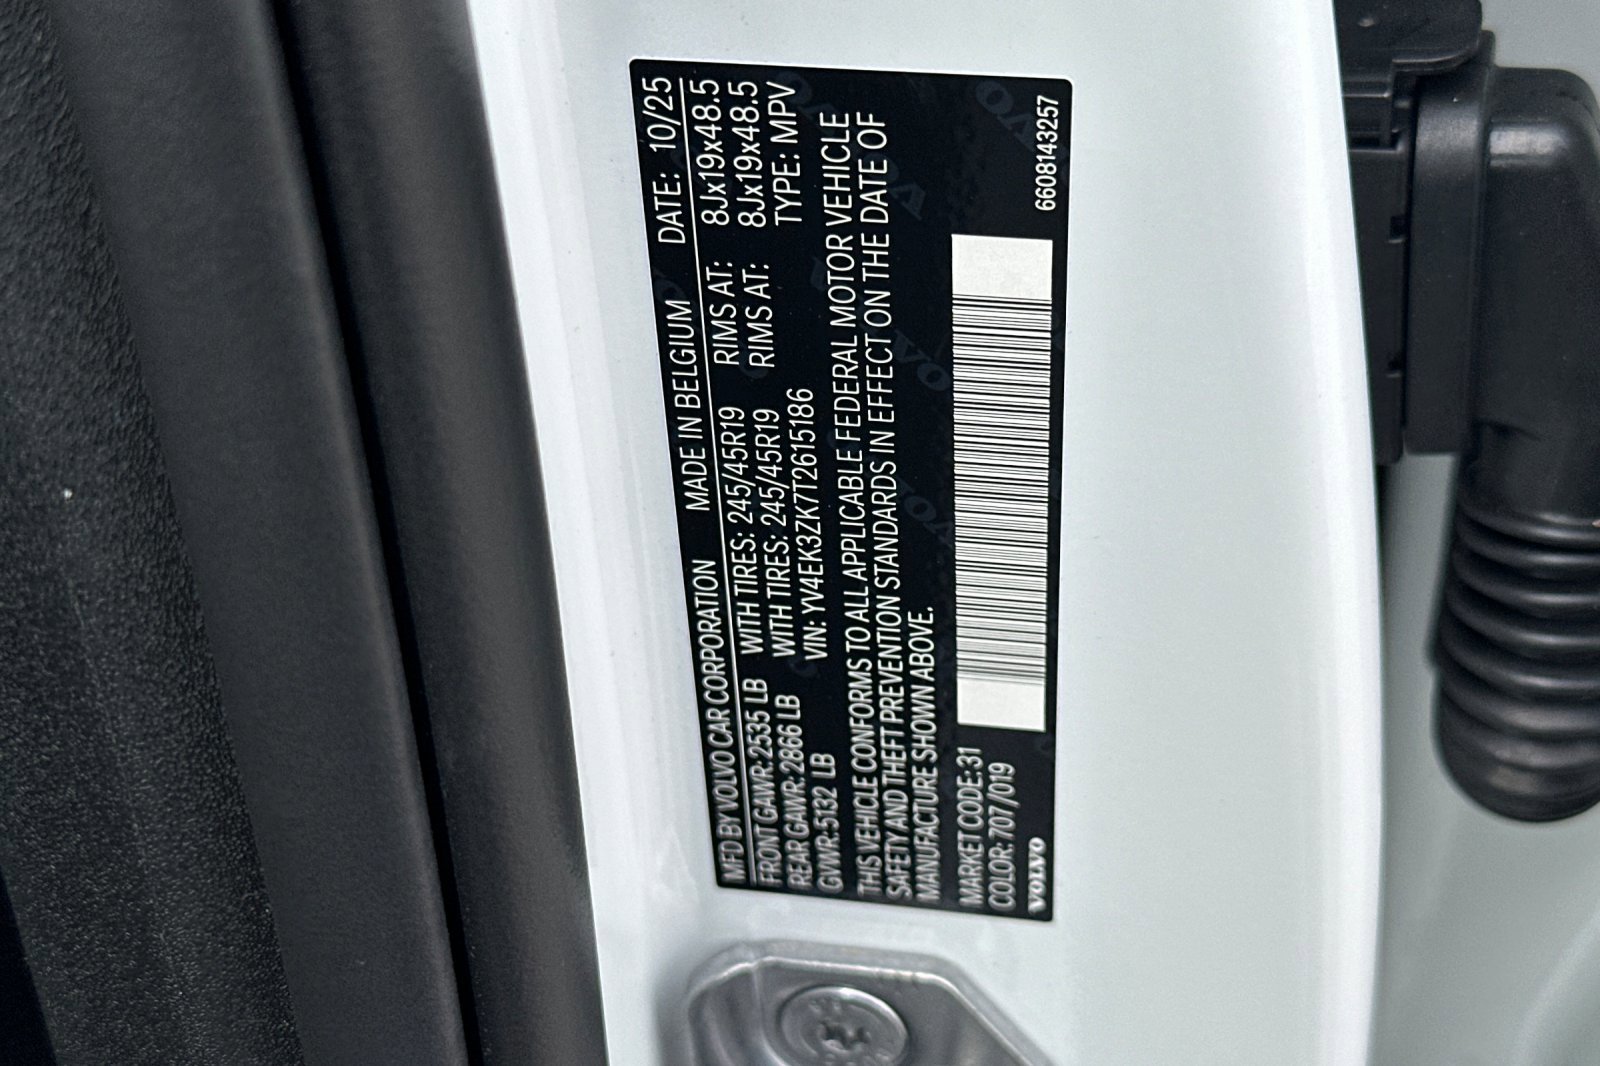 MFD BY VOLVO CAR CORPORATION MADE IN BELGIUM DATE: 10/25
FRONT GAWR:2535 LB WITH TIRES: 245/45R19 RIMS AT: 8Jx19x48.5
REAR GAWR: 2866 LB WITH TIRES: 245/45R19 RIMS AT: 8Jx19x48.5
GVWR:5132 LB VIN: YV4EK3ZK7T2615186 TYPE: MPV
THIS VEHICLE CONFORMS TO ALL APPLICABLE FEDERAL MOTOR VEHICLE
SAFETY AND THEFT PREVENTION STANDARDS IN EFFECT ON THE DATE OF
MANUFACTURE SHOWN ABOVE.
MARKET CODE:31
COLOR: 707/019
VOLVO
6608143257